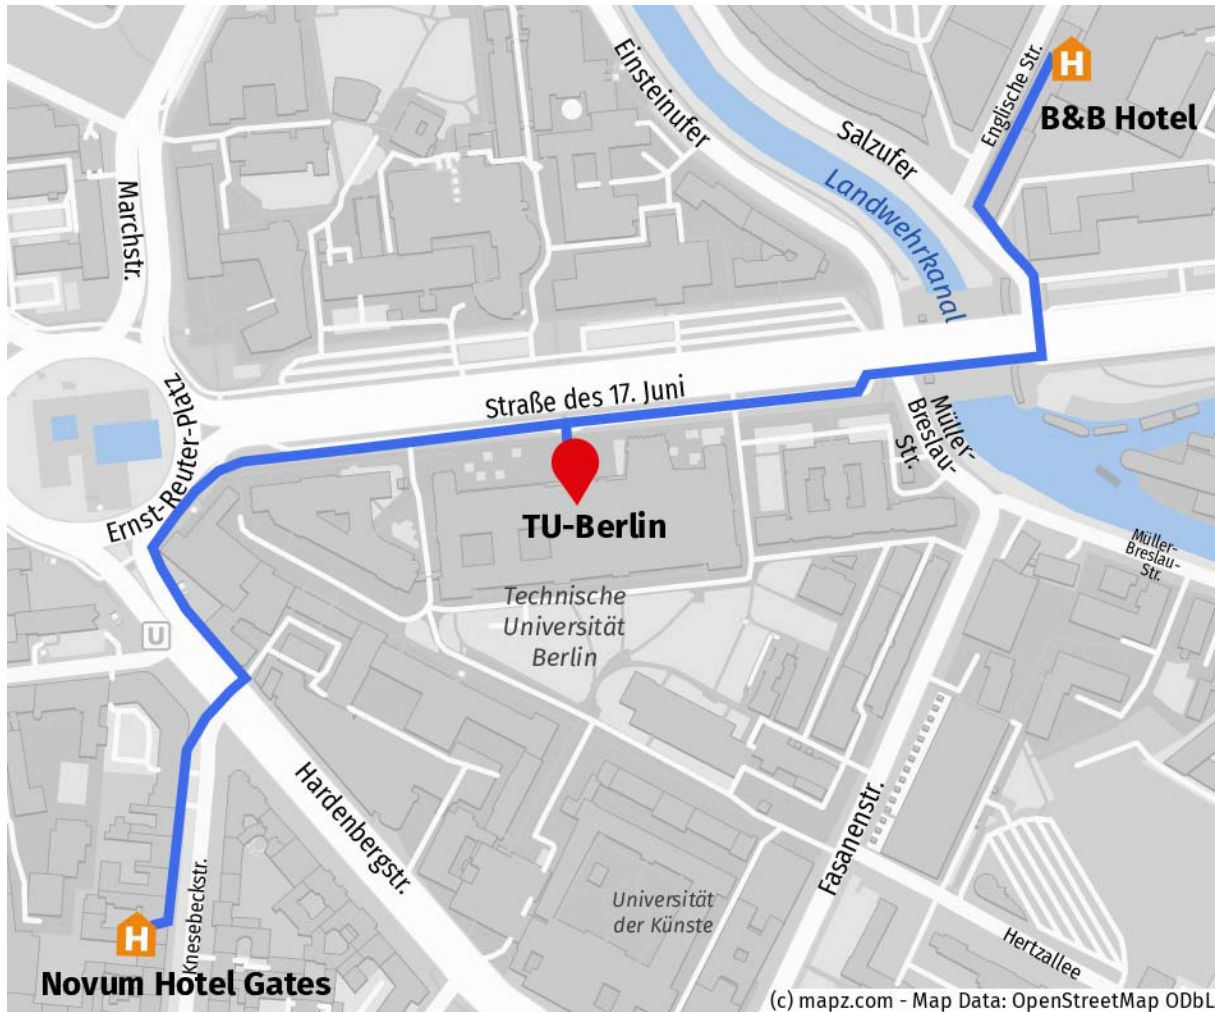 Einsteinufer
Salzufer
Englische Str.
H
B&B Hotel
Landwehrkanal
Marchstr.
Ernst-Reuter-Platz
Straße des 17. Juni
Müller-
Breslau-
Str.
TU-Berlin
Müller-
Breslau-
Str.
Technische
Universität
Berlin
U
Hardenbergstr.
Fasanenstr.
Knesebeckstr.
Universität
der Künste
Hertzallee
H
Novum Hotel Gates
(c) mapz.com - Map Data: OpenStreetMap ODbL